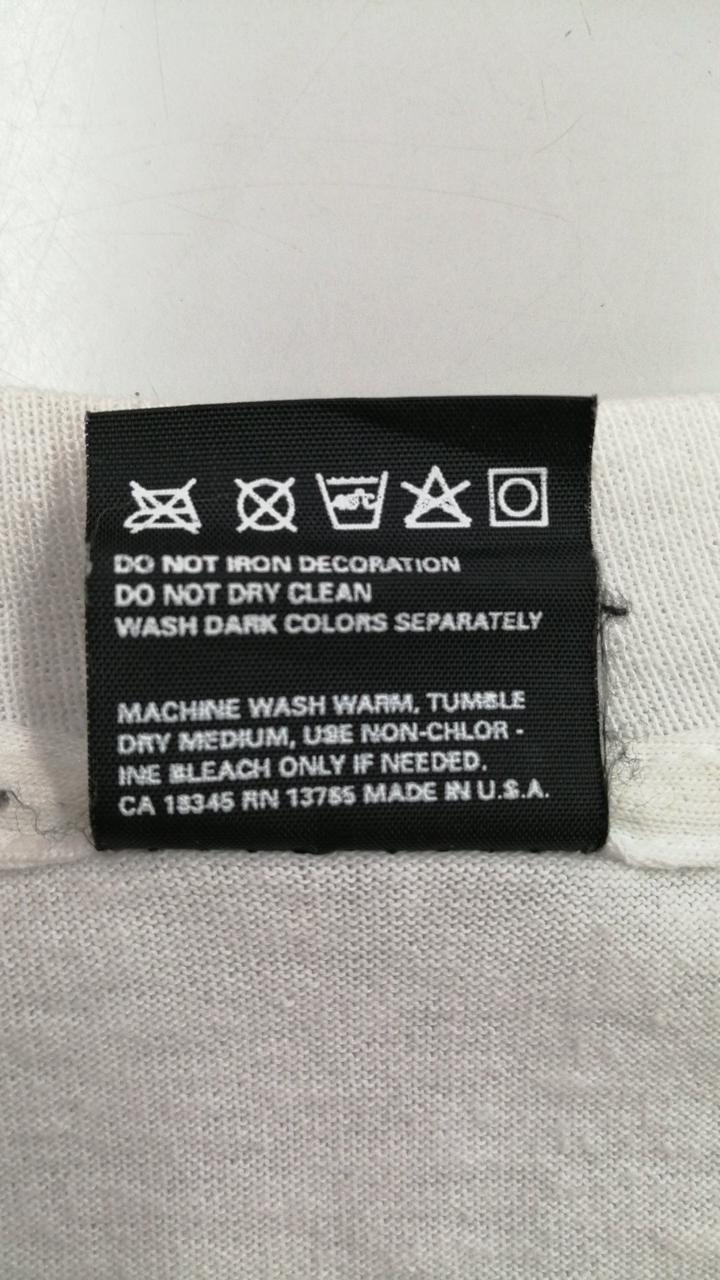 40°C
DO NOT IRON DECORATION
DO NOT DRY CLEAN
WASH DARK COLORS SEPARATELY
MACHINE WASH WARM, TUMBLE
DRY MEDIUM, USE NON-CHLOR -
INE BLEACH ONLY IF NEEDED.
CA 18345 RN 13765 MADE IN U.S.A.